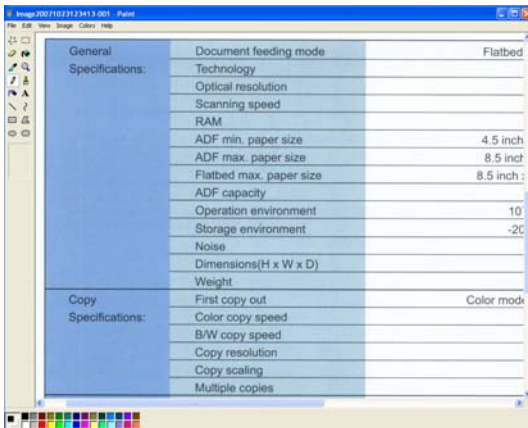 Image20071023123413-001 - Paint
File Edit View Image Colors Help
General Document feeding mode Flatbed
Specifications: Technology
Optical resolution
Scanning speed
RAM
ADF min. paper size 4.5 inch
ADF max. paper size 8.5 inch
Flatbed max. paper size 8.5 inch
ADF capacity
Operation environment 10
Storage environment -20
Noise
Dimensions(H x W x D)
Weight
Copy First copy out Color mode
Specifications: Color copy speed
B/W copy speed
Copy resolution
Copy scaling
Multiple copies